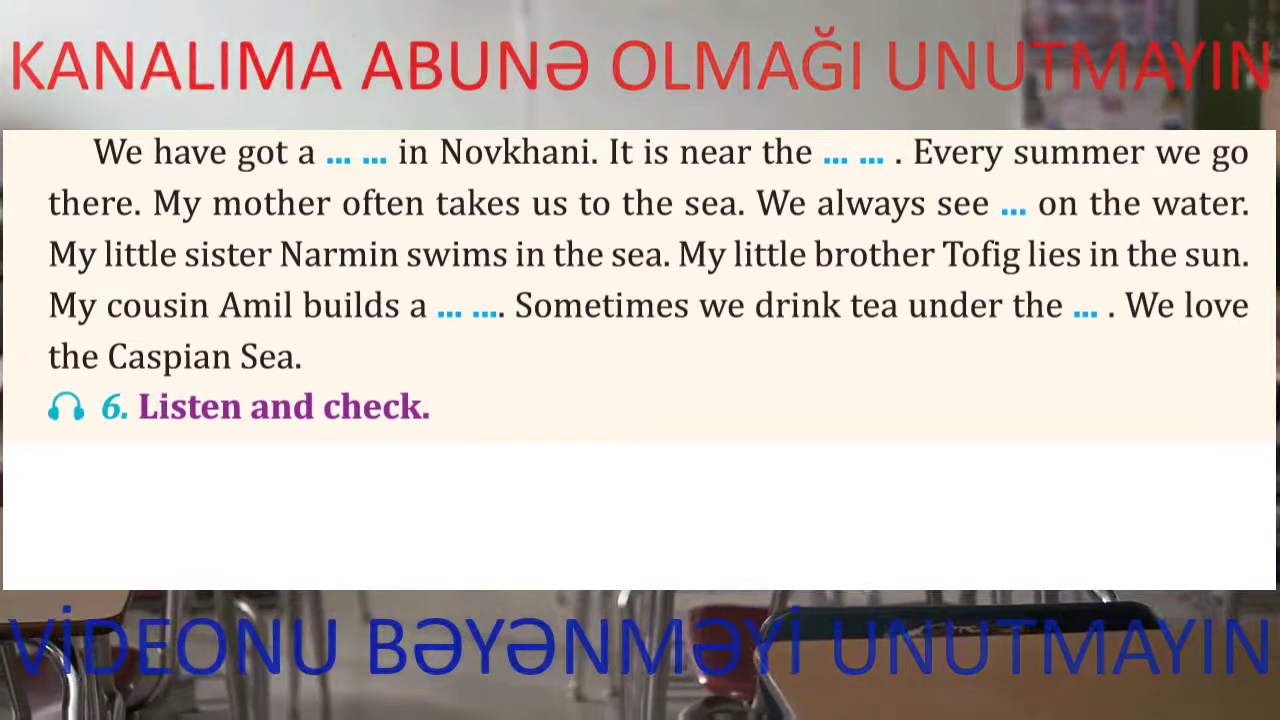 KANALIMA ABUNƏ OLMAĞI UNUTMAYIN
We have got a ... ... in Novkhani. It is near the ... ... . Every summer we go
there. My mother often takes us to the sea. We always see ... on the water.
My little sister Narmin swims in the sea. My little brother Tofig lies in the sun.
My cousin Amil builds a ... .... Sometimes we drink tea under the ... . We love
the Caspian Sea.
6. Listen and check.
VİDEONU BƏYƏNMƏYİ UNUTMAYIN